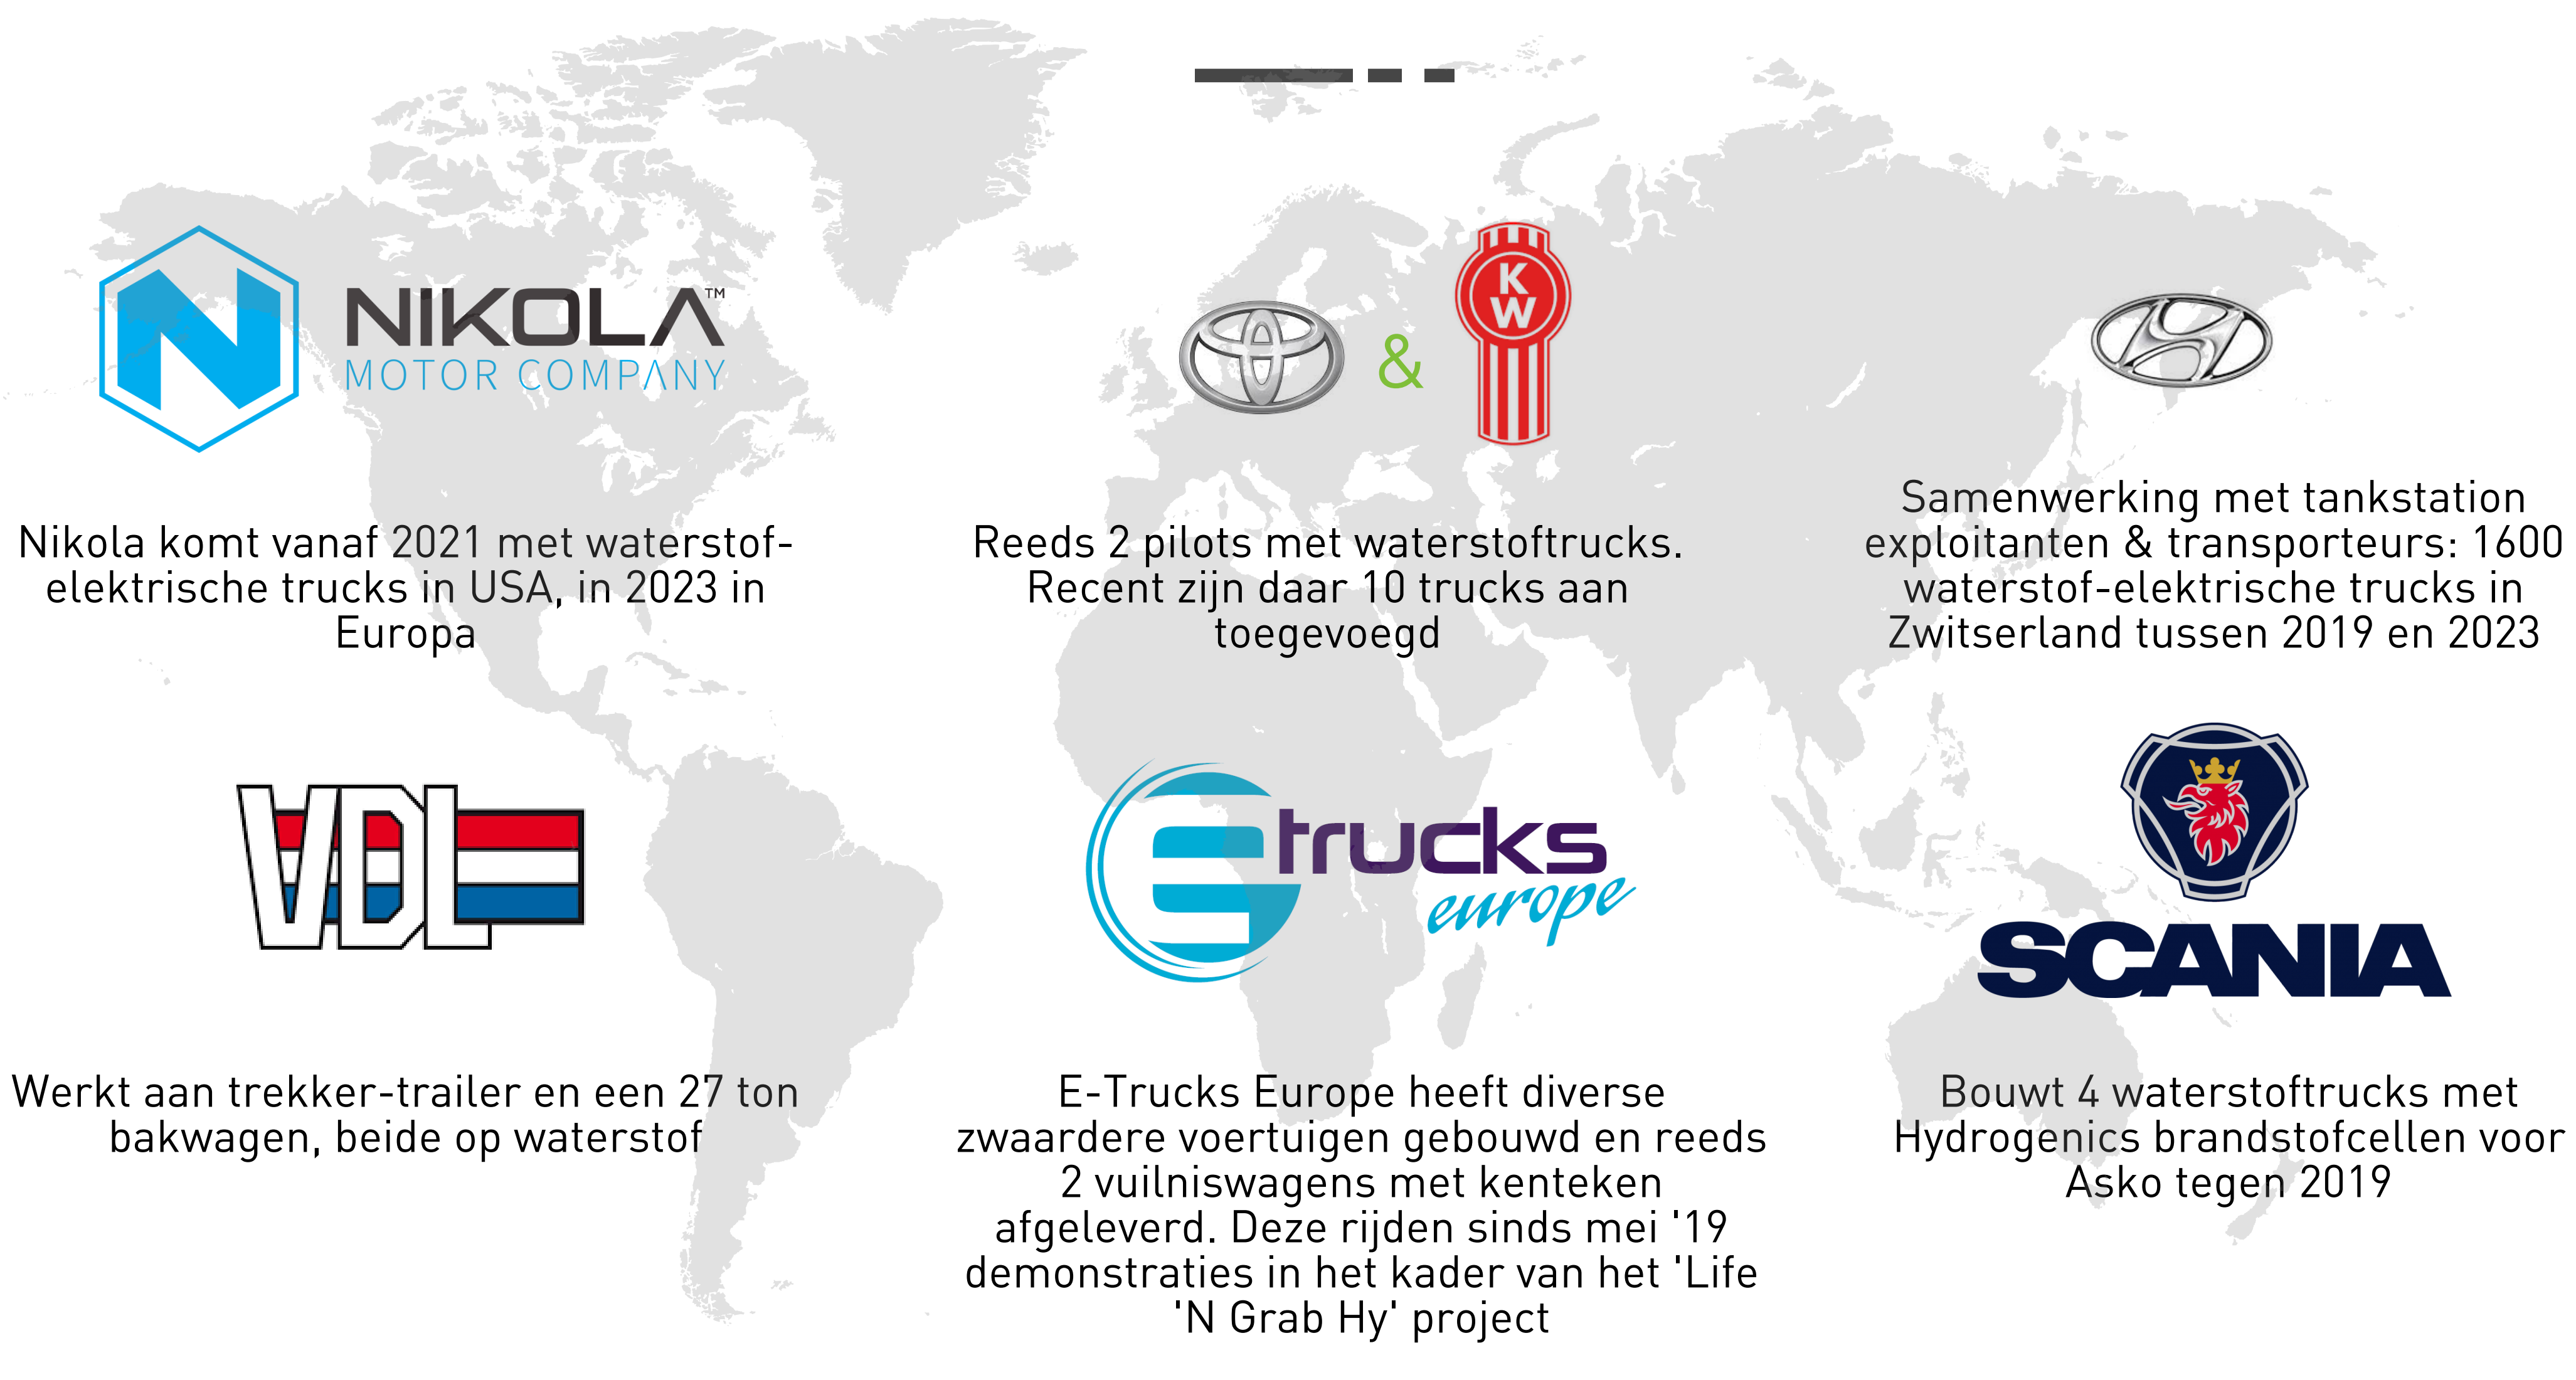 NIKOLA™
MOTOR COMPANY
Nikola komt vanaf 2021 met waterstof-
elektrische trucks in USA, in 2023 in
Europa
&
K
W
Reeds 2 pilots met waterstoftrucks.
Recent zijn daar 10 trucks aan
toegevoegd
Samenwerking met tankstation
exploitanten & transporteurs: 1600
waterstof-elektrische trucks in
Zwitserland tussen 2019 en 2023
VDL
Werkt aan trekker-trailer en een 27 ton
bakwagen, beide op waterstof
E trucks
europe
E-Trucks Europe heeft diverse
zwaardere voertuigen gebouwd en reeds
2 vuilniswagens met kenteken
afgeleverd. Deze rijden sinds mei '19
demonstraties in het kader van het 'Life
'N Grab Hy' project
SCANIA
Bouwt 4 waterstoftrucks met
Hydrogenics brandstofcellen voor
Asko tegen 2019